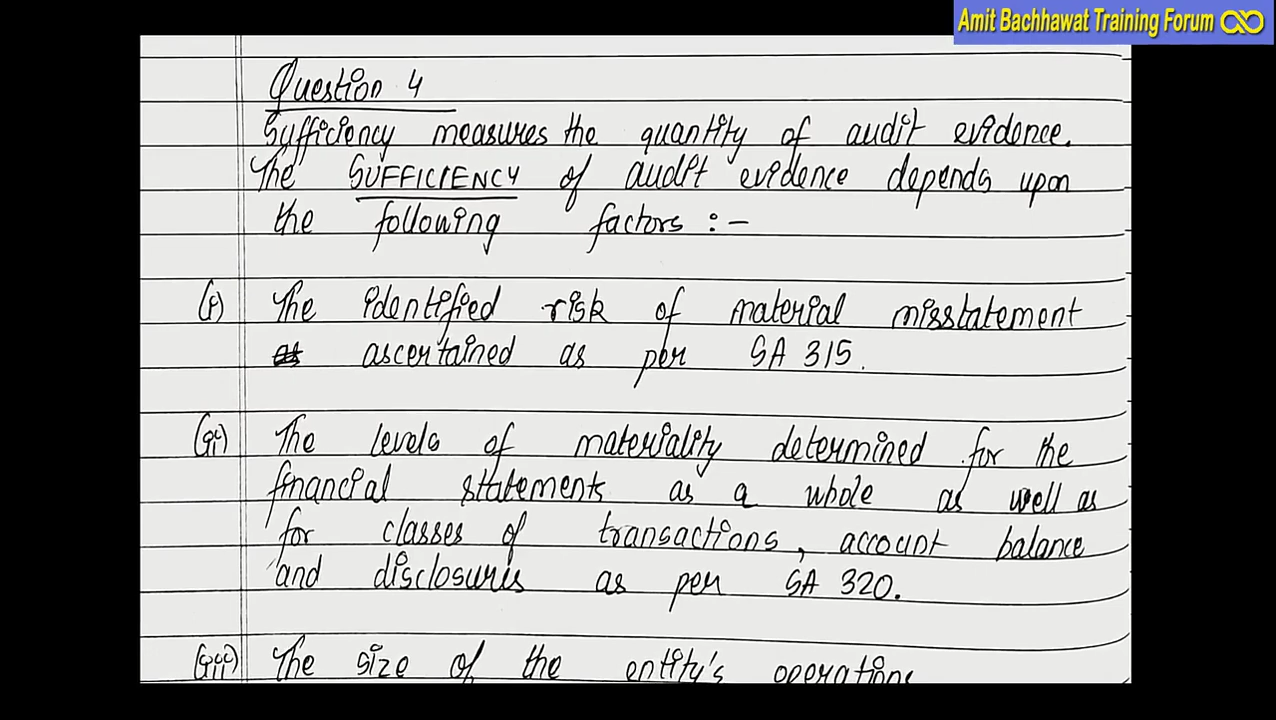 Amit Bachhawat Training Forum
Question 4
Sufficiency measures the quantity of audit evidence.
The SUFFICIENCY of audit evidence depends upon
the following factors :-
(i) The identified risk of material misstatement
as ascertained as per SA 315.
(ii) The levels of materiality determined for the
financial statements as a whole as well as
for classes of transactions, account balance
and disclosures as per SA 320.
(iii) The size of the entity's operations